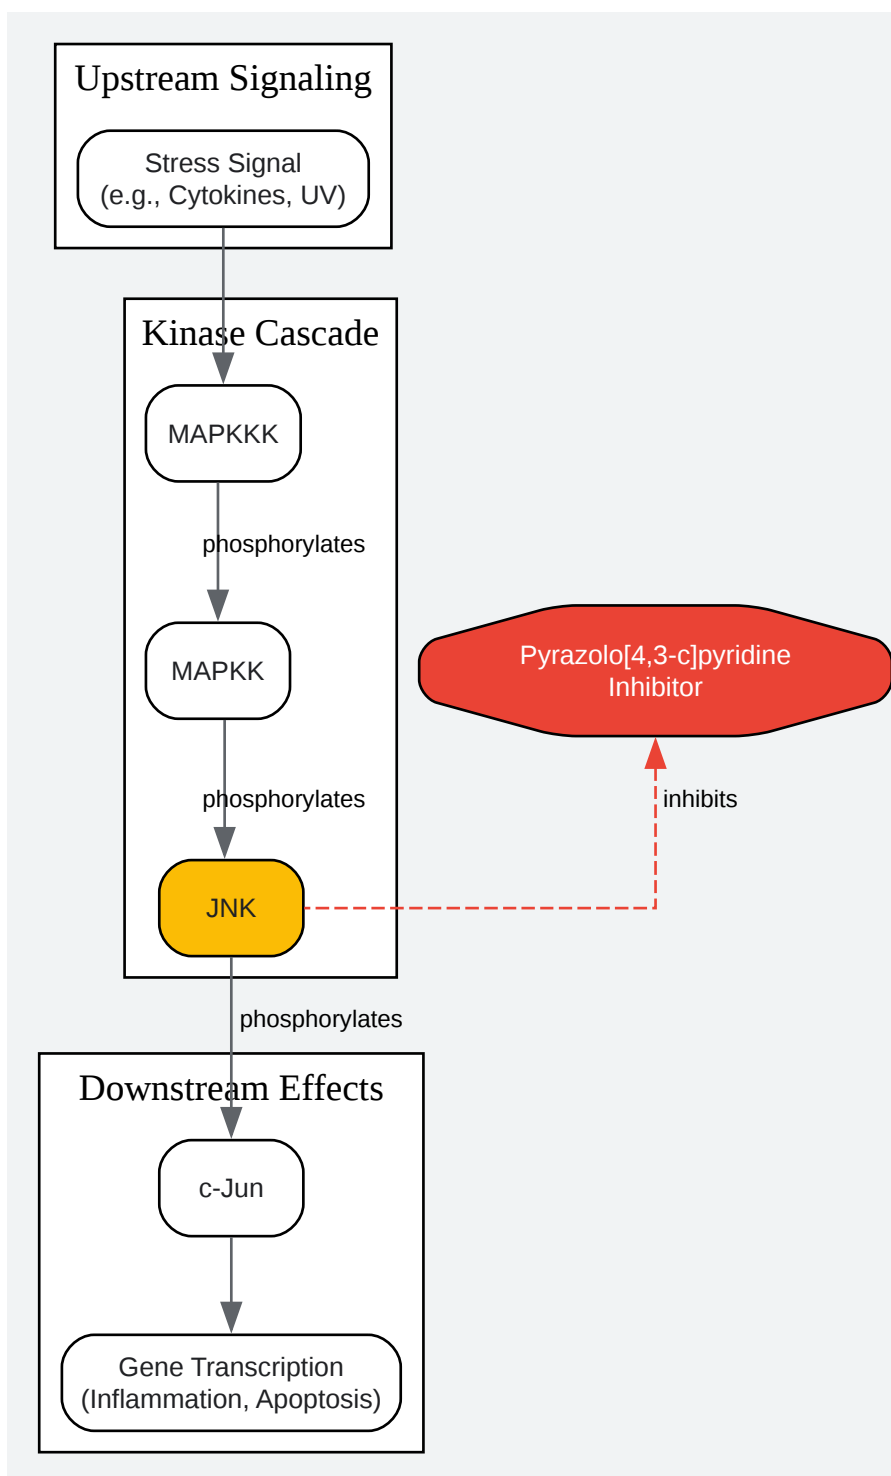 Upstream Signaling
Stress Signal
(e.g., Cytokines, UV)
Kinase Cascade
MAPKKK
phosphorylates
MAPKK
Pyrazolo[4,3-c]pyridine
Inhibitor
phosphorylates
inhibits
JNK
phosphorylates
Downstream Effects
c-Jun
Gene Transcription
(Inflammation, Apoptosis)